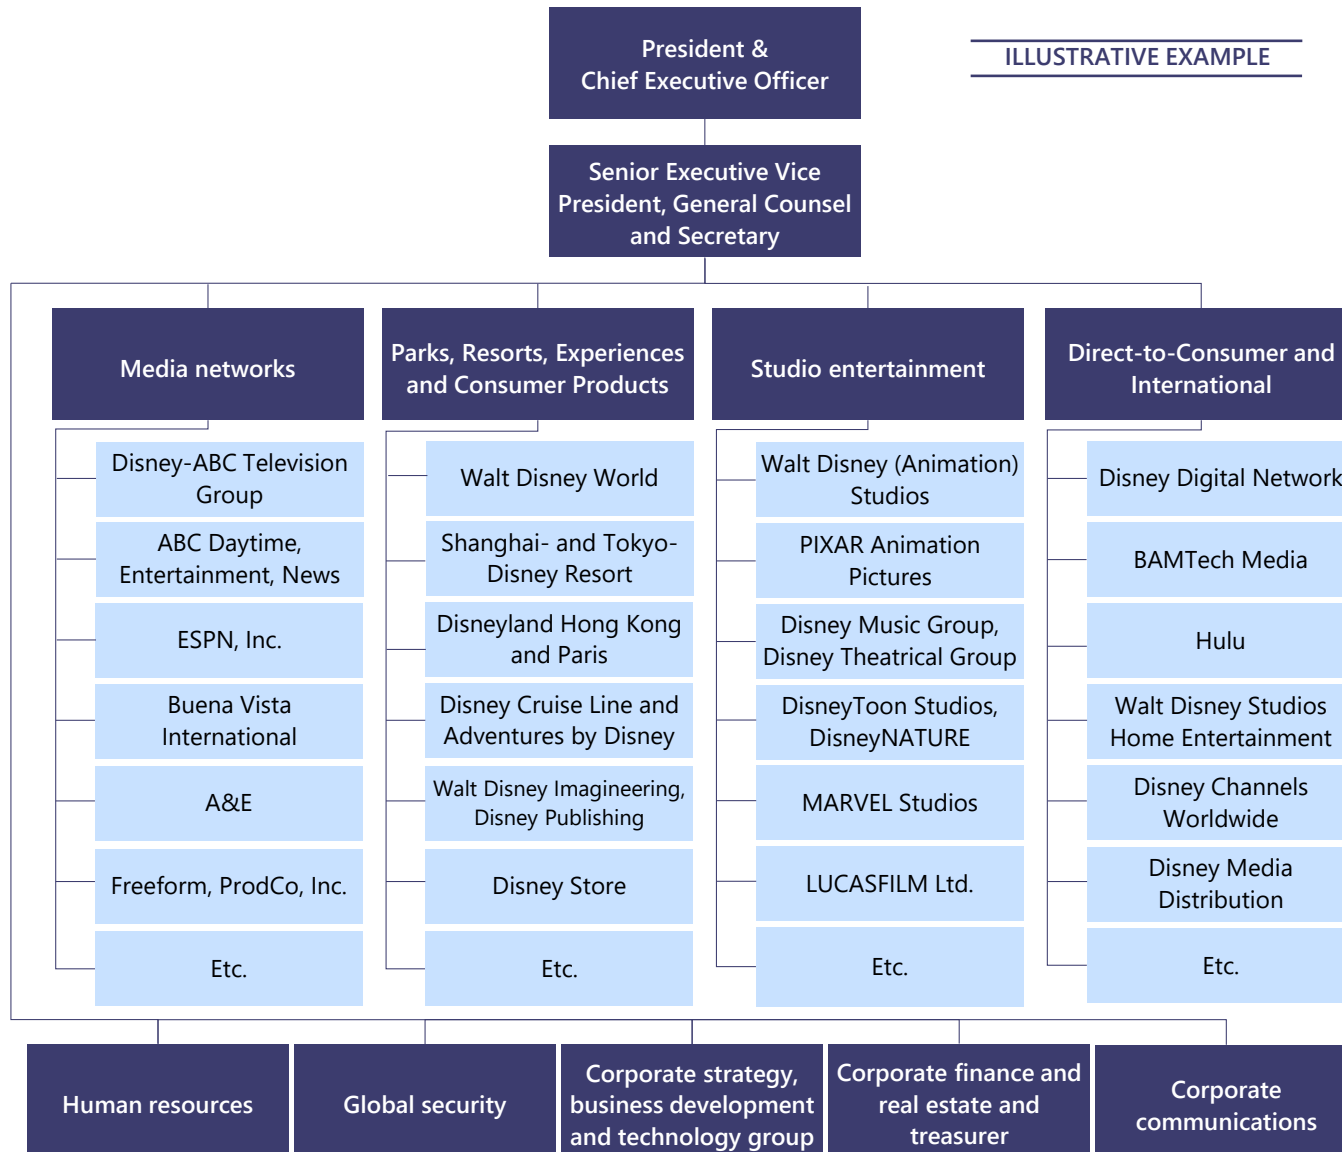 President &
Chief Executive Officer
ILLUSTRATIVE EXAMPLE
Senior Executive Vice
President, General Counsel
and Secretary
Media networks
Parks, Resorts, Experiences
and Consumer Products
Studio entertainment
Direct-to-Consumer and
International
Disney-ABC Television
Group
ABC Daytime,
Entertainment, News
ESPN, Inc.
Buena Vista
International
A&E
Freeform, ProdCo, Inc.
Etc.
Walt Disney World
Shanghai- and Tokyo-
Disney Resort
Disneyland Hong Kong
and Paris
Disney Cruise Line and
Adventures by Disney
Walt Disney Imagineering,
Disney Publishing
Disney Store
Etc.
Walt Disney (Animation)
Studios
PIXAR Animation
Pictures
Disney Music Group,
Disney Theatrical Group
DisneyToon Studios,
DisneyNATURE
MARVEL Studios
LUCASFILM Ltd.
Etc.
Disney Digital Network
BAMTech Media
Hulu
Walt Disney Studios
Home Entertainment
Disney Channels
Worldwide
Disney Media
Distribution
Etc.
Human resources
Global security
Corporate strategy,
business development
and technology group
Corporate finance and
real estate and
treasurer
Corporate
communications